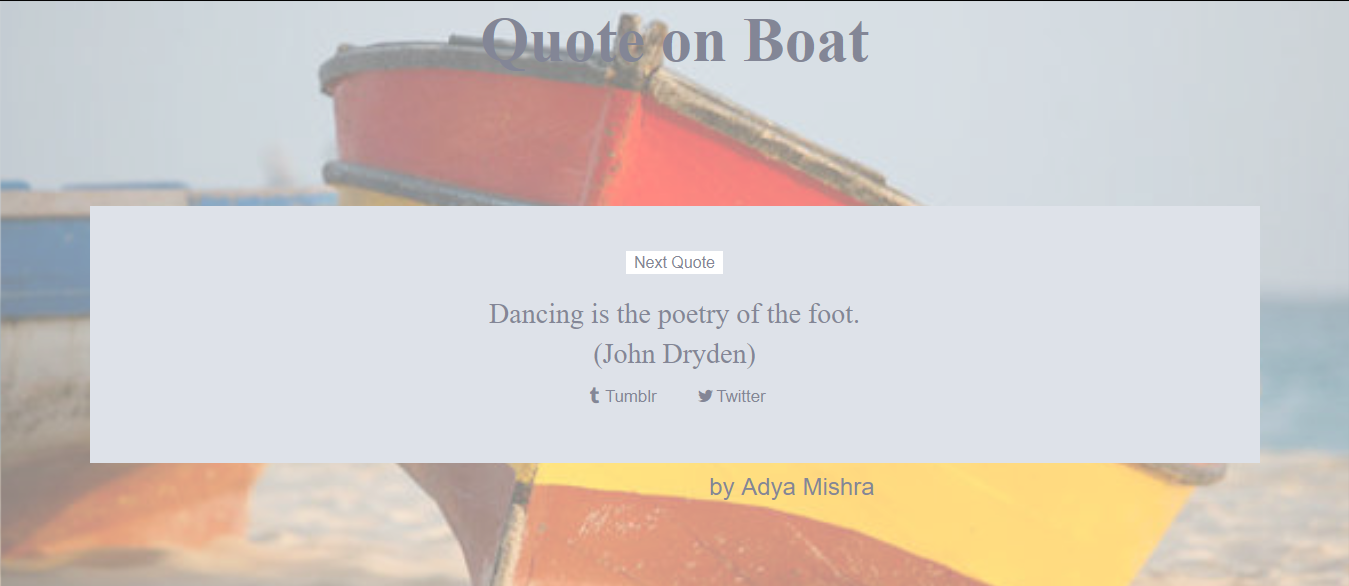 Quote on Boat
Next Quote
Dancing is the poetry of the foot.
(John Dryden)
Tumblr Twitter
by Adya Mishra